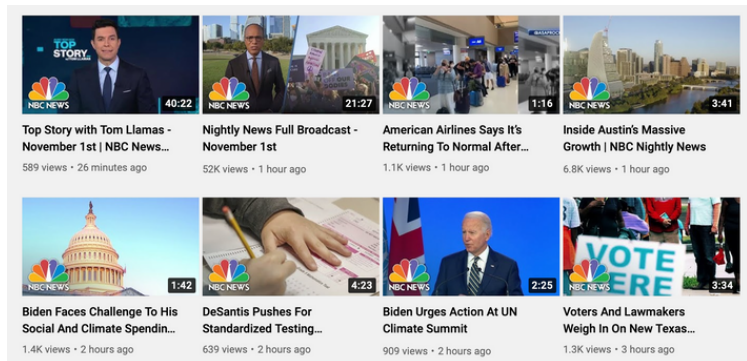 TOP
STORY
NBC NEWS
40:22
NBC NEWS
21:27
NBC NEWS
1:16
NBC NEWS
3:41
Top Story with Tom Llamas -
November 1st | NBC News...
589 views • 26 minutes ago
Nightly News Full Broadcast -
November 1st
52K views • 1 hour ago
American Airlines Says It's
Returning To Normal After...
1.1K views • 1 hour ago
Inside Austin's Massive
Growth | NBC Nightly News
6.8K views • 1 hour ago
NBC NEWS
1:42
NBC NEWS
4:23
NBC NEWS
2:25
VOTE
ERE
NBC NEWS
3:34
Biden Faces Challenge To His
Social And Climate Spendin...
1.4K views • 2 hours ago
DeSantis Pushes For
Standardized Testing...
639 views • 2 hours ago
Biden Urges Action At UN
Climate Summit
909 views • 2 hours ago
Voters And Lawmakers
Weigh In On New Texas...
1.3K views • 3 hours ago